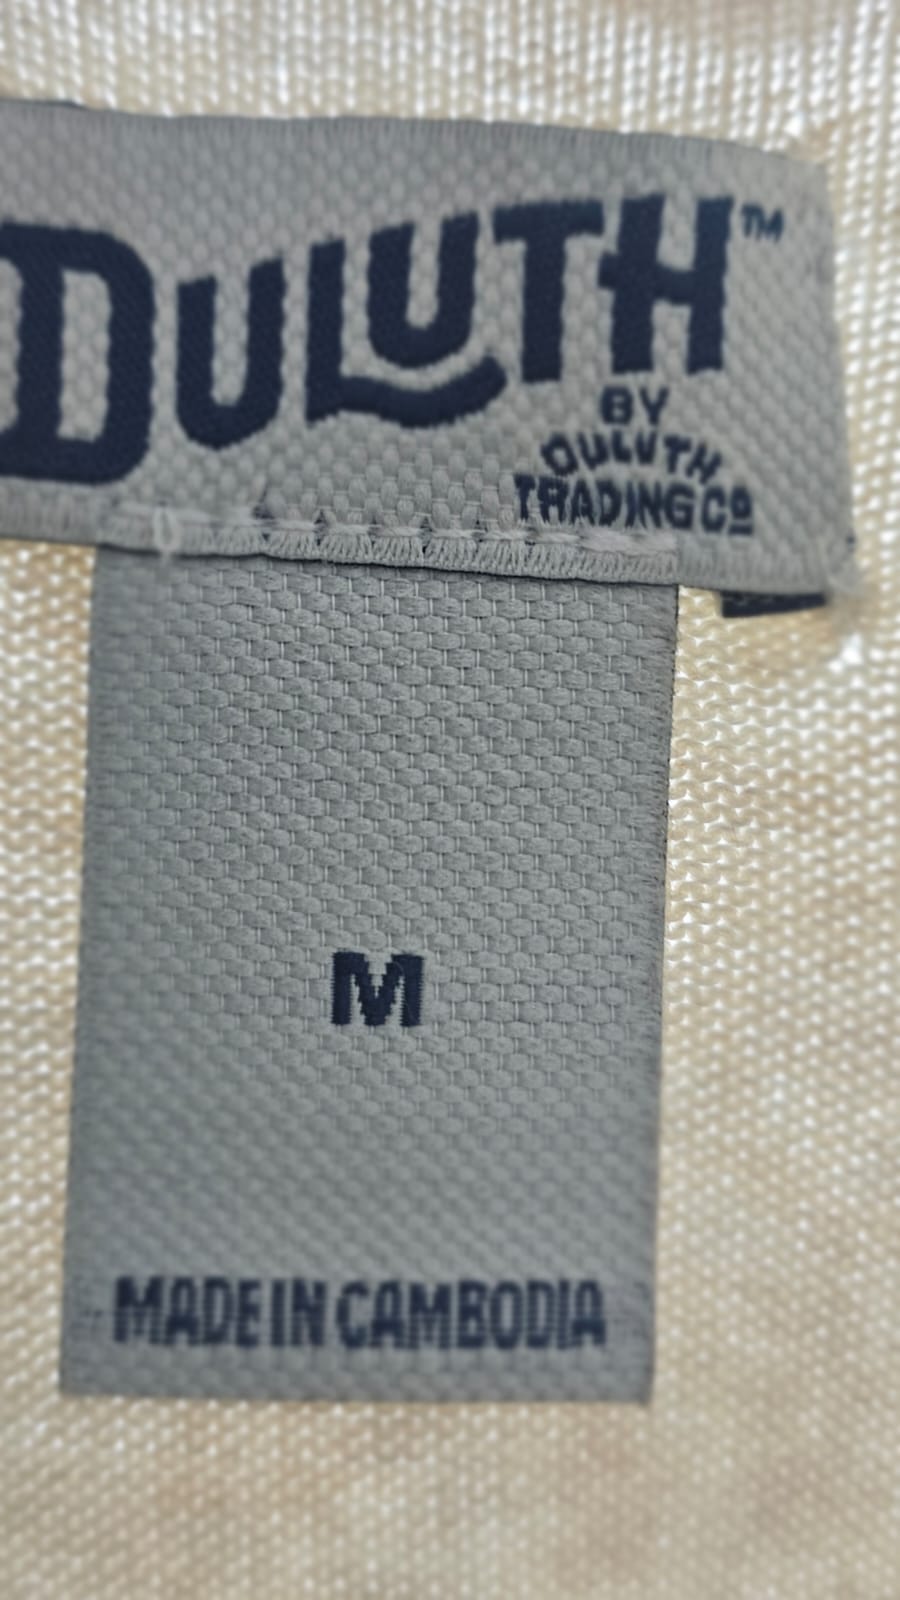 DULUTH™
BY
DULUTH
TRADING Cº
M
MADE IN CAMBODIA